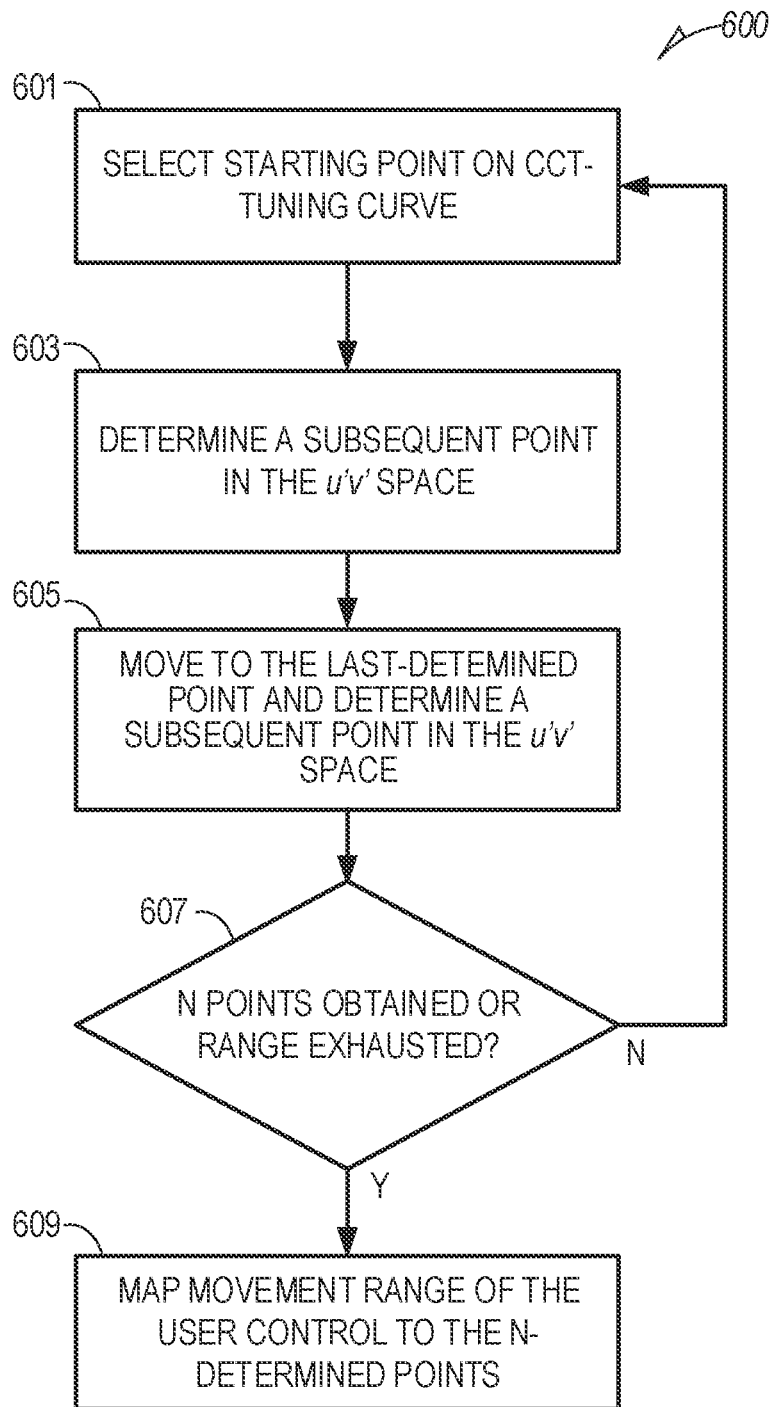 600
601
SELECT STARTING POINT ON CCT-
TUNING CURVE
603
DETERMINE A SUBSEQUENT POINT
IN THE u'v' SPACE
605
MOVE TO THE LAST-DETEMINED
POINT AND DETERMINE A
SUBSEQUENT POINT IN THE u'v'
SPACE
607
N POINTS OBTAINED OR
RANGE EXHAUSTED?
N
Y
609
MAP MOVEMENT RANGE OF THE
USER CONTROL TO THE N-
DETERMINED POINTS